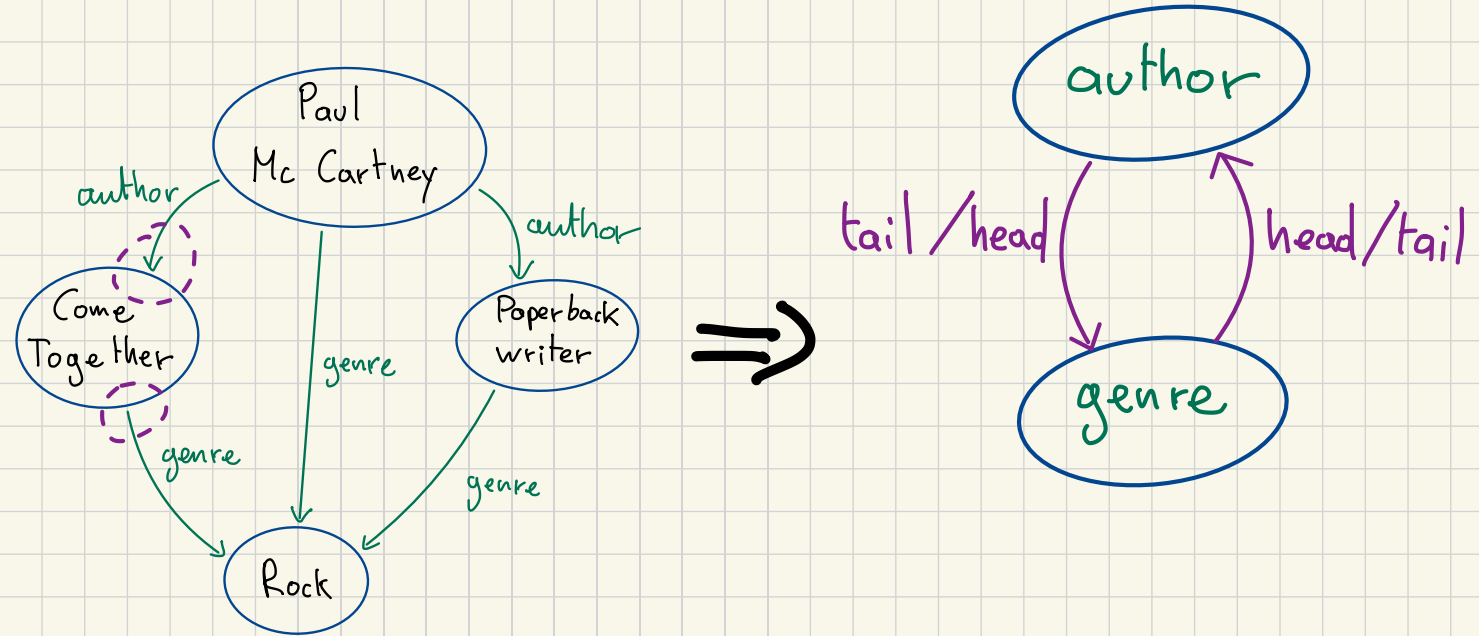 Paul
Mc Cartney
author
author
Come
Together
Paperback
writer
genre
genre
genre
Rock
author
tail/head
head/tail
genre